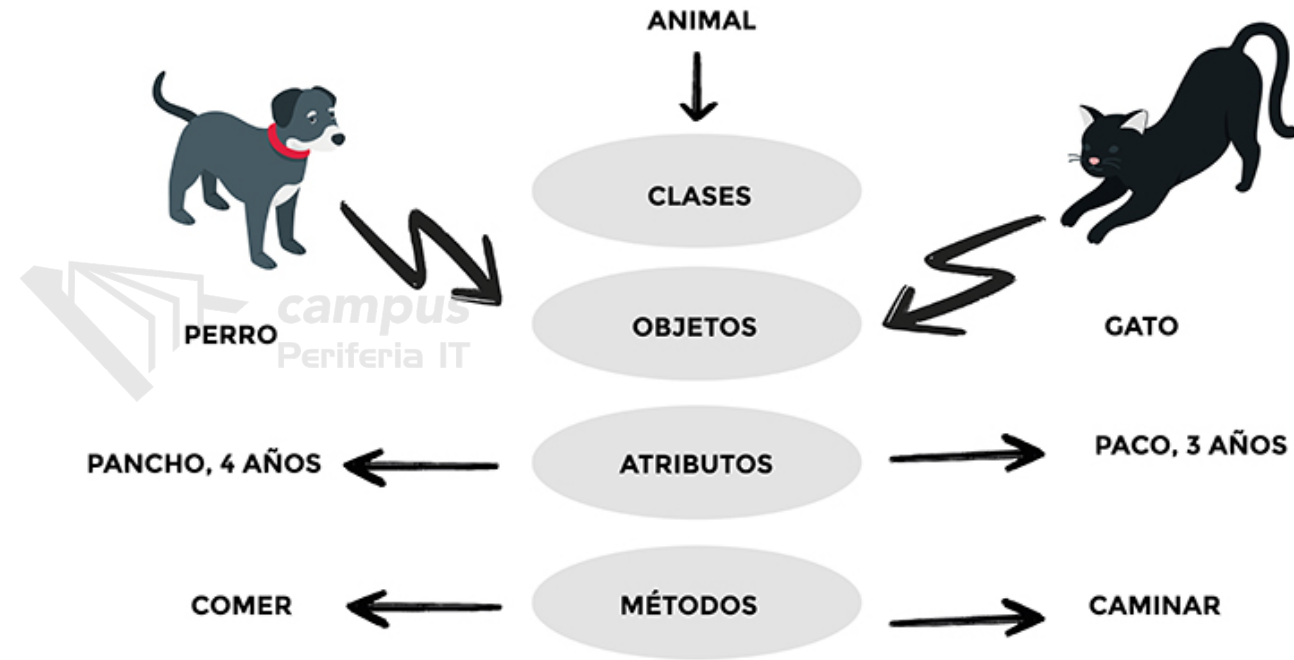 ANIMAL
CLASES
campus
Periferia IT
PERRO
OBJETOS
GATO
PANCHO, 4 AÑOS
ATRIBUTOS
PACO, 3 AÑOS
COMER
MÉTODOS
CAMINAR